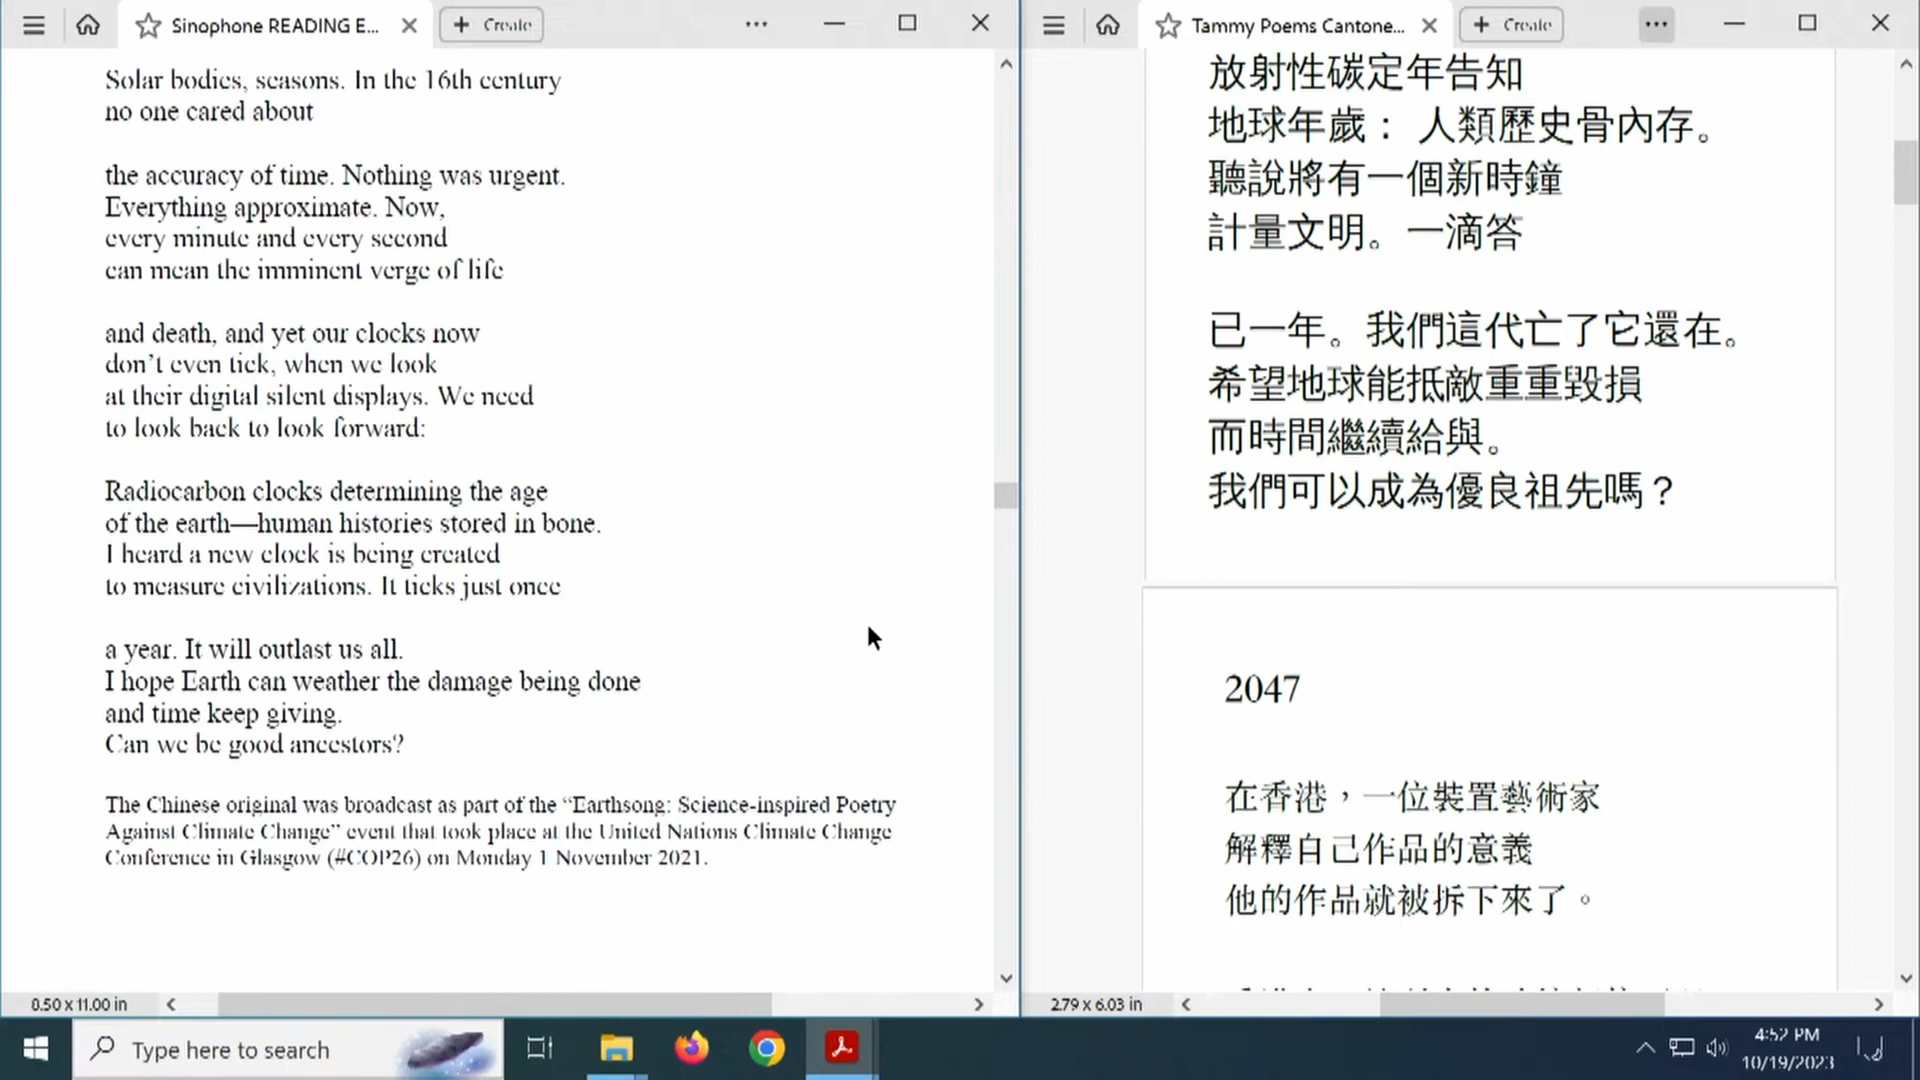 Sinophone READING E...
Create
Solar bodies, seasons. In the 16th century
no one cared about
the accuracy of time. Nothing was urgent.
Everything approximate. Now,
every minute and every second
can mean the imminent verge of life
and death, and yet our clocks now
don’t even tick, when we look
at their digital silent displays. We need
to look back to look forward:
Radiocarbon clocks determining the age
of the earth—human histories stored in bone.
I heard a new clock is being created
to measure civilizations. It ticks just once
a year. It will outlast us all.
I hope Earth can weather the damage being done
and time keep giving.
Can we be good ancestors?
The Chinese original was broadcast as part of the “Earthsong: Science-inspired Poetry
Against Climate Change” event that took place at the United Nations Climate Change
Conference in Glasgow (#COP26) on Monday 1 November 2021.
8.50 x 11.00 in
Tammy Poems Cantone...
Create
放射性碳定年告知
地球年歲： 人類歷史骨內存。
聽說將有一個新時鐘
計量文明。一滴答
已一年。我們這代亡了它還在。
希望地球能抵敵重重毀損
而時間繼續給與。
我們可以成為優良祖先嗎？
2047
在香港，一位裝置藝術家
解釋自己作品的意義
他的作品就被拆下來了。
2.79 x 6.03 in
Type here to search
4:52 PM
10/19/2023